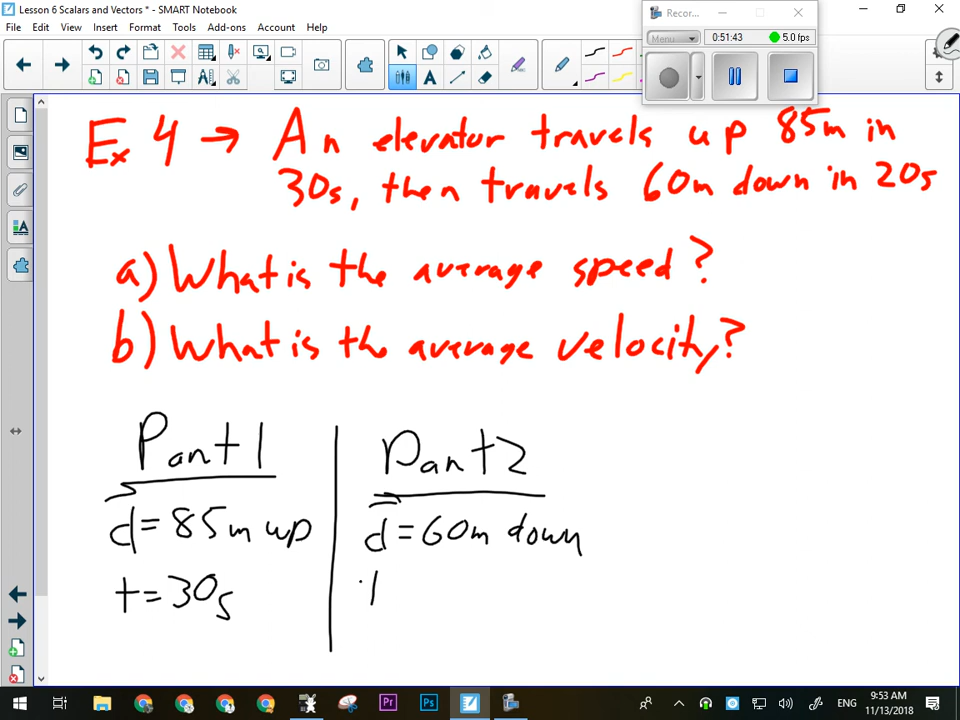 Lesson 6 Scalars and Vectors * - SMART Notebook
Recor...
File Edit View Insert Format Tools Add-ons Account
Menu
0:51:43
5.0 fps
Ex 4 → An elevator travels up 85m in
30s, then travels 60m down in 20s
a) What is the average speed?
b) What is the average velocity?
Part 1
Part 2
d = 85m up
d = 60m down
t = 30s
Pr
Ps
ENG
9:53 AM
11/13/2018